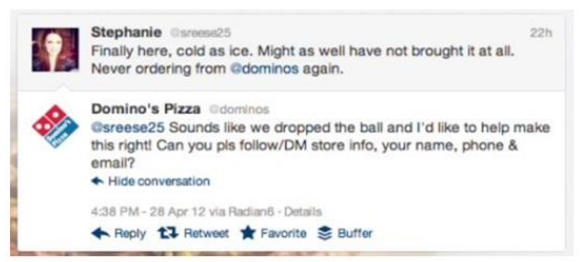 Stephanie @sreese25 22h
Finally here, cold as ice. Might as well have not brought it at all.
Never ordering from @dominos again.
Domino's Pizza @dominos
@sreese25 Sounds like we dropped the ball and I'd like to help make
this right! Can you pls follow/DM store info, your name, phone &
email?
Hide conversation
4:38 PM - 28 Apr 12 via Radian6 · Details
Reply Retweet Favorite Buffer